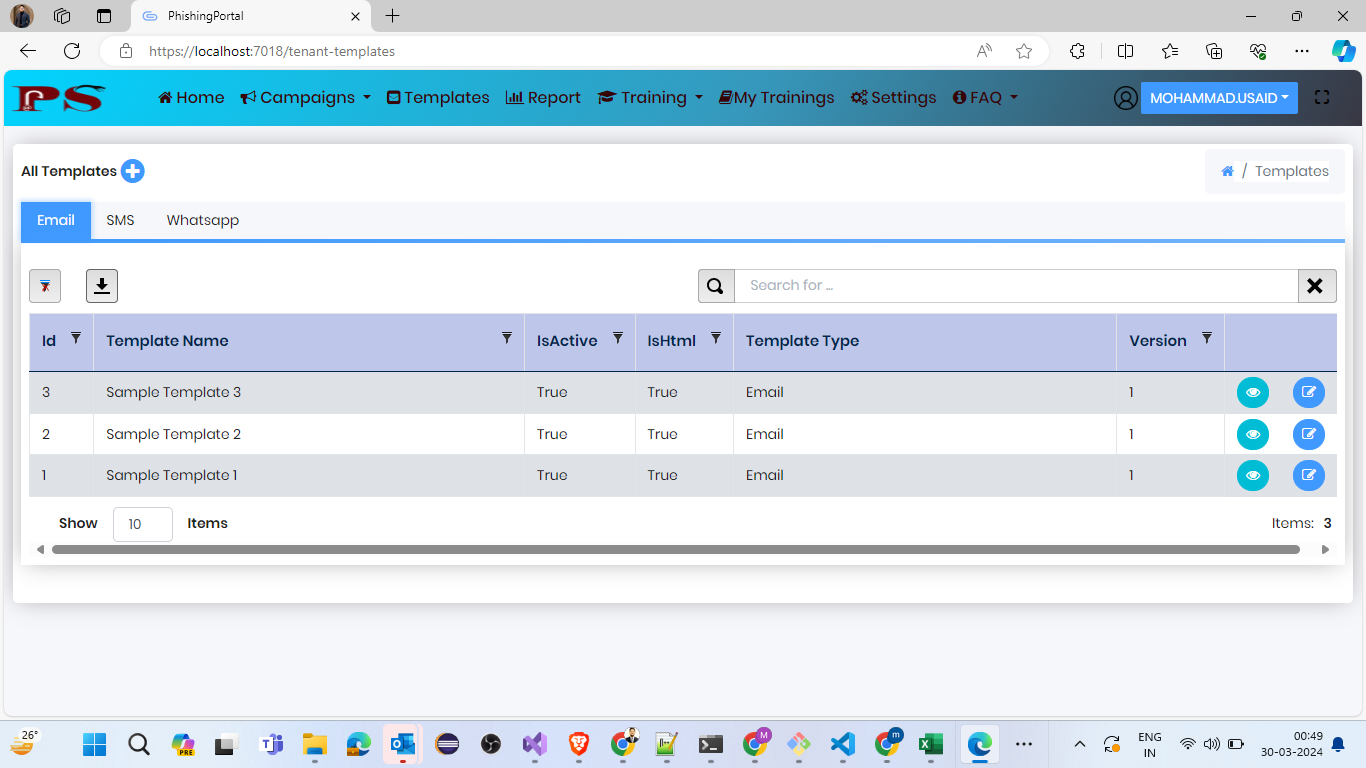 PhishingPortal
https://localhost:7018/tenant-templates
PS Home Campaigns Templates Report Training My Trainings Settings FAQ MOHAMMAD.USAID
All Templates
/ Templates
Email SMS Whatsapp
Search for ...
Id Template Name IsActive IsHtml Template Type Version
3 Sample Template 3 True True Email 1
2 Sample Template 2 True True Email 1
1 Sample Template 1 True True Email 1
Show 10 Items Items: 3
26°
PRE
M
m
ENG
IN
00:49
30-03-2024